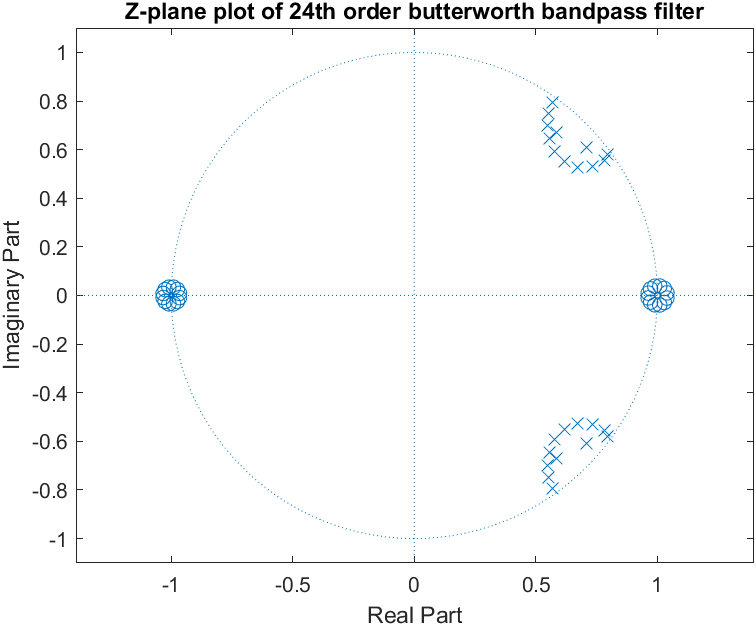 Z-plane plot of 24th order butterworth bandpass filter
1
0.8
0.6
0.4
0.2
0
-0.2
-0.4
-0.6
-0.8
-1
Imaginary Part
-1 -0.5 0 0.5 1
Real Part